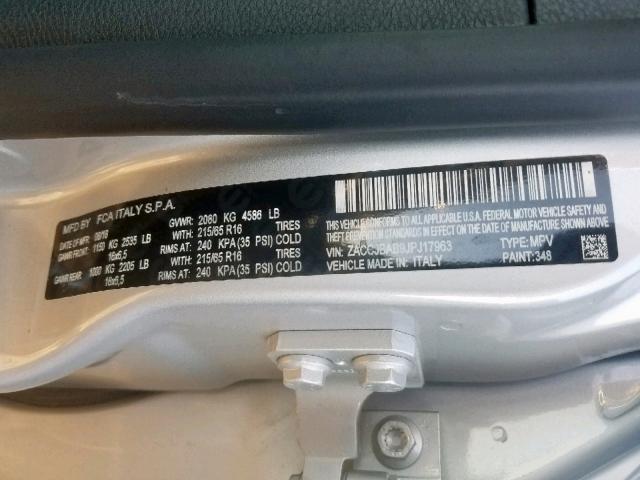 MFD BY FCA ITALY S.P.A.
DATE OF MFR: GVWR: 2080 KG 4586 LB
GAWR FRONT: 1150 KG 2535 LB WITH: 215/65 R16 TIRES
16x6,5 RIMS AT: 240 KPA (35 PSI) COLD.
GAWR REAR: 1000 KG 2205 LB WITH: 215/65 R16 TIRES
16x6,5 RIMS AT: 240 KPA (35 PSI) COLD.
THIS VEHICLE CONFORMS TO ALL APPLICABLE U.S.A. FEDERAL
MOTOR VEHICLE SAFETY STANDARDS IN EFFECT ON THE DATE OF
MANUFACTURE SHOWN ABOVE.
VIN: TYPE: MPV
VEHICLE MADE IN: ITALY PAINT: 348